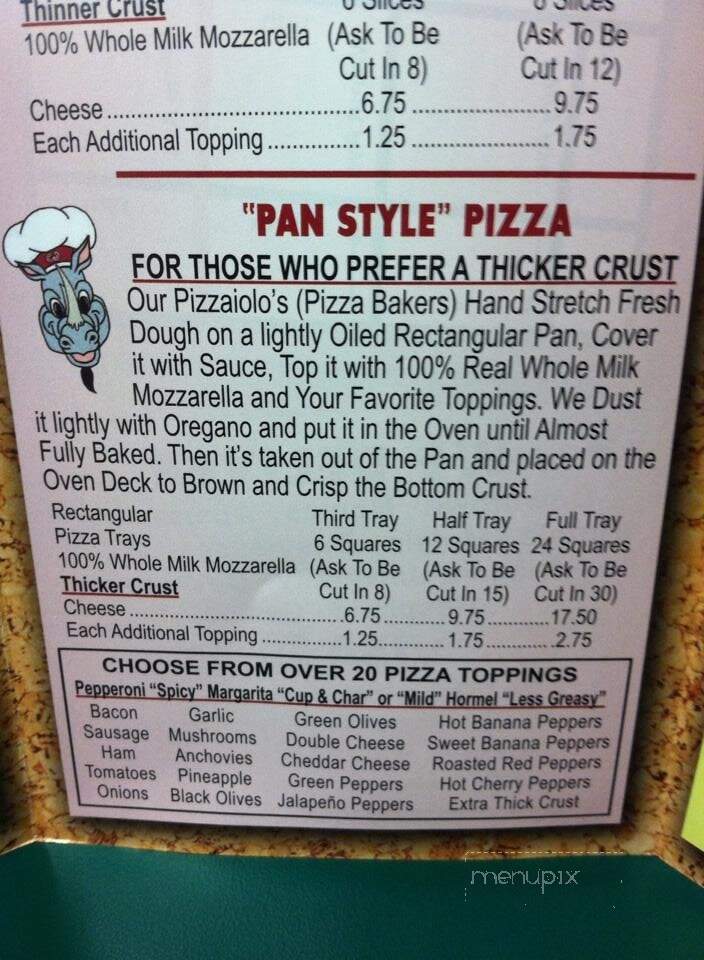 Thinner Crust 6 Slices 8 Slices
100% Whole Milk Mozzarella (Ask To Be (Ask To Be
Cut In 8) Cut In 12)
Cheese ..... 6.75 ..... 9.75
Each Additional Topping ..... 1.25 ..... 1.75
"PAN STYLE" PIZZA
FOR THOSE WHO PREFER A THICKER CRUST
Our Pizzaiolo's (Pizza Bakers) Hand Stretch Fresh
Dough on a lightly Oiled Rectangular Pan, Cover
it with Sauce, Top it with 100% Real Whole Milk
Mozzarella and Your Favorite Toppings. We Dust
it lightly with Oregano and put it in the Oven until Almost
Fully Baked. Then it's taken out of the Pan and placed on the
Oven Deck to Brown and Crisp the Bottom Crust.
Rectangular Third Tray Half Tray Full Tray
Pizza Trays 6 Squares 12 Squares 24 Squares
100% Whole Milk Mozzarella (Ask To Be (Ask To Be (Ask To Be
Thicker Crust Cut In 8) Cut In 15) Cut In 30)
Cheese ..... 6.75 ..... 9.75 ..... 17.50
Each Additional Topping ..... 1.25 ..... 1.75 ..... 2.75
CHOOSE FROM OVER 20 PIZZA TOPPINGS
Pepperoni "Spicy" Margarita "Cup & Char" or "Mild" Hormel "Less Greasy"
Bacon Garlic Green Olives Hot Banana Peppers
Sausage Mushrooms Double Cheese Sweet Banana Peppers
Ham Anchovies Cheddar Cheese Roasted Red Peppers
Tomatoes Pineapple Green Peppers Hot Cherry Peppers
Onions Black Olives Jalapeño Peppers Extra Thick Crust
menupix